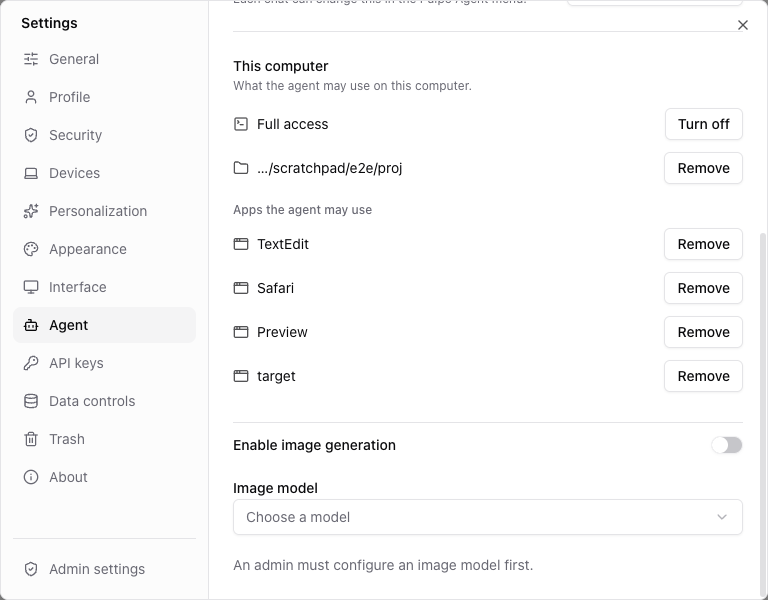 Settings
General
Profile
Security
Devices
Personalization
Appearance
Interface
Agent
API keys
Data controls
Trash
About
Admin settings
This computer
What the agent may use on this computer.
Full access
Turn off
.../scratchpad/e2e/proj
Remove
Apps the agent may use
TextEdit
Remove
Safari
Remove
Preview
Remove
target
Remove
Enable image generation
Image model
Choose a model
An admin must configure an image model first.